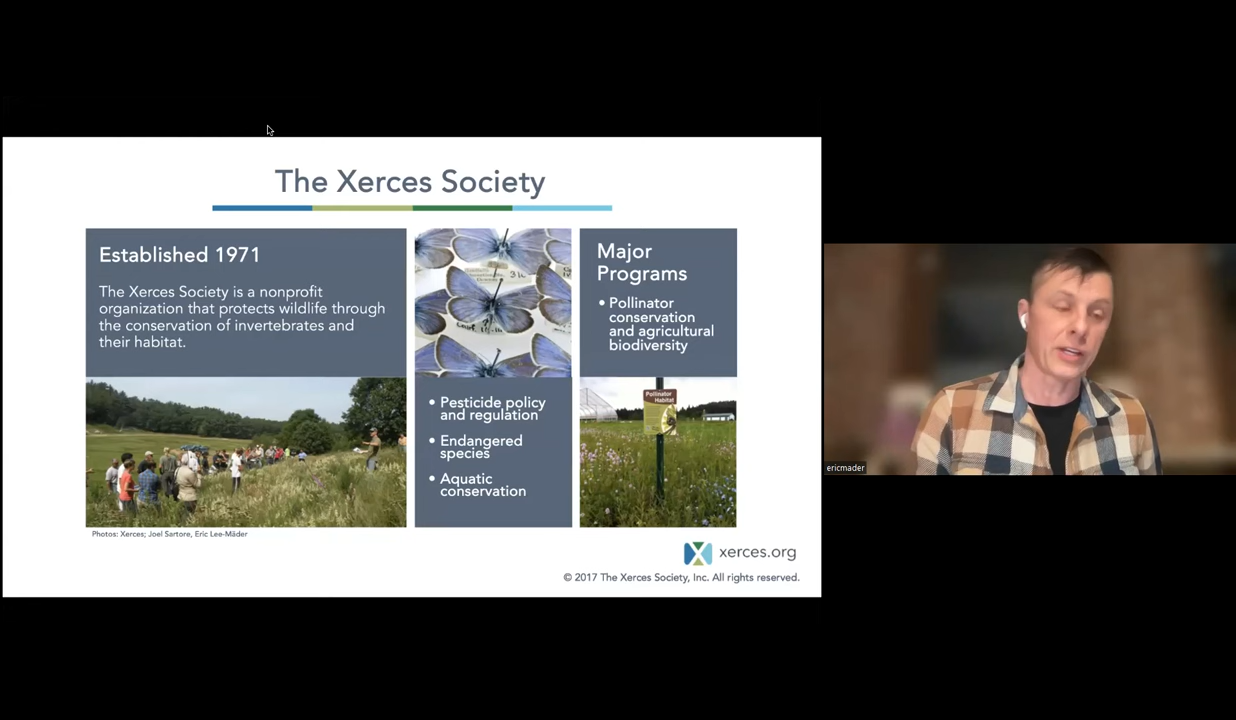 The Xerces Society
Established 1971
The Xerces Society is a nonprofit
organization that protects wildlife through
the conservation of invertebrates and
their habitat.
Photos: Xerces; Joel Sartore, Eric Lee-Mäder
• Pesticide policy
and regulation
• Endangered
species
• Aquatic
conservation
Major
Programs
• Pollinator
conservation
and agricultural
biodiversity
Pollinator
Habitat
xerces.org
© 2017 The Xerces Society, Inc. All rights reserved.
ericmader